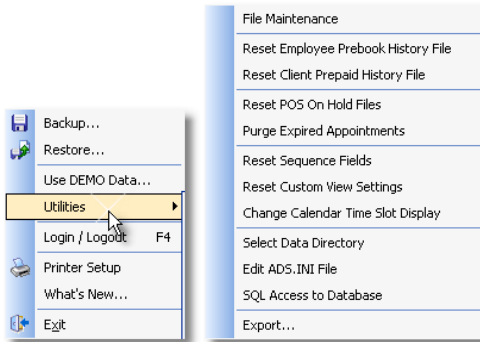 Backup...
Restore...
Use DEMO Data...
Utilities
Login / Logout F4
Printer Setup
What's New...
Exit
File Maintenance
Reset Employee Prebook History File
Reset Client Prepaid History File
Reset POS On Hold Files
Purge Expired Appointments
Reset Sequence Fields
Reset Custom View Settings
Change Calendar Time Slot Display
Select Data Directory
Edit ADS.INI File
SQL Access to Database
Export...